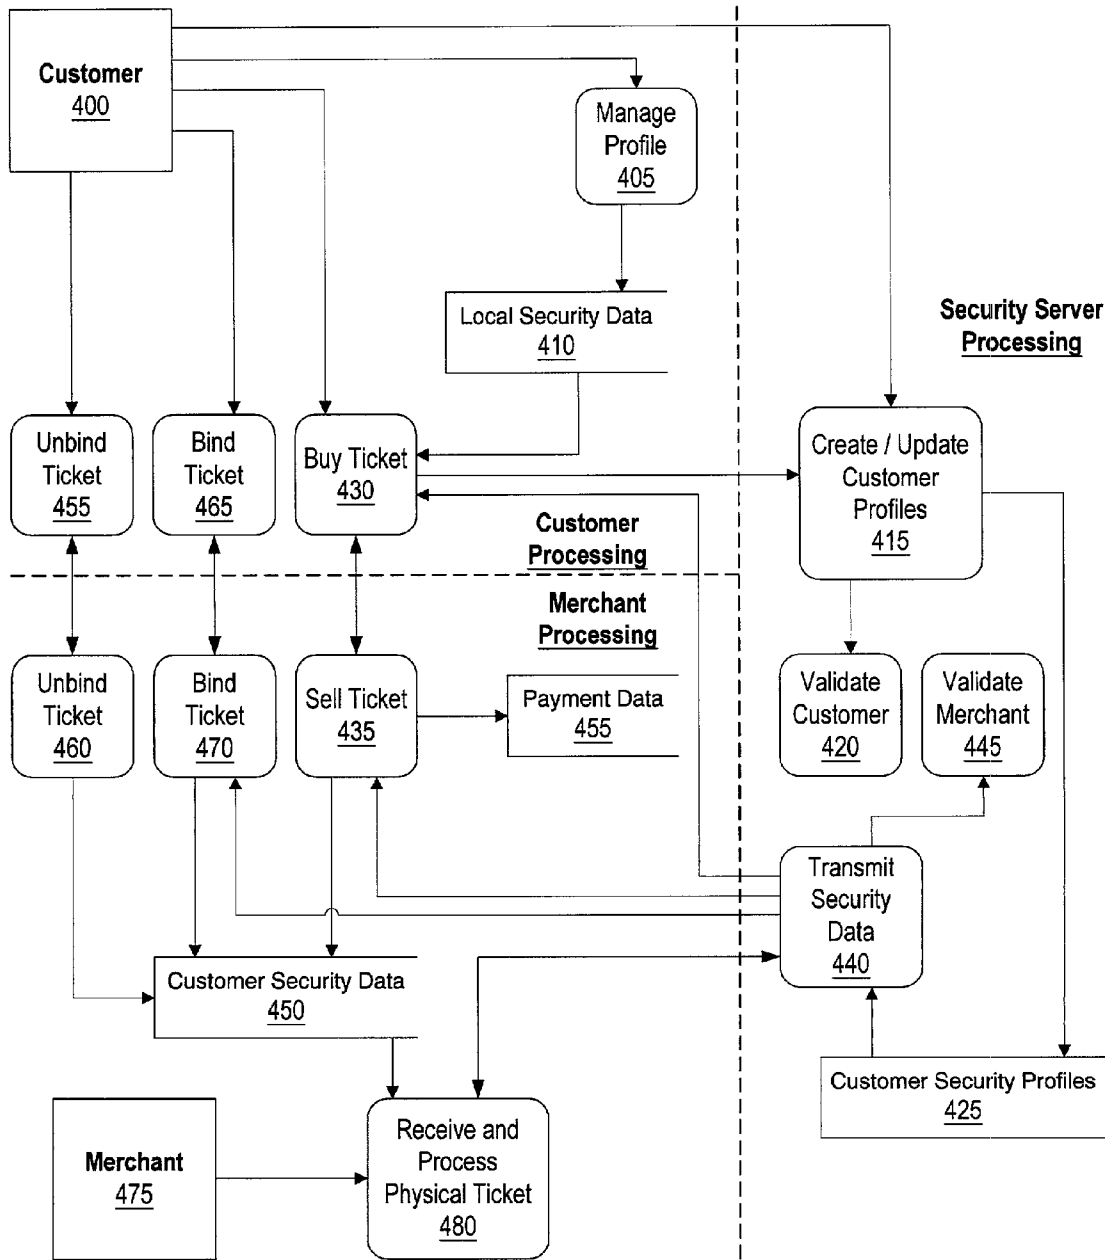 Customer
400
Manage
Profile
405
Local Security Data
410
Security Server
Processing
Unbind
Ticket
455
Bind
Ticket
465
Buy Ticket
430
Create / Update
Customer
Profiles
415
Customer
Processing
Merchant
Processing
Unbind
Ticket
460
Bind
Ticket
470
Sell Ticket
435
Payment Data
455
Validate
Customer
420
Validate
Merchant
445
Transmit
Security
Data
440
Customer Security Data
450
Customer Security Profiles
425
Merchant
475
Receive and
Process
Physical Ticket
480